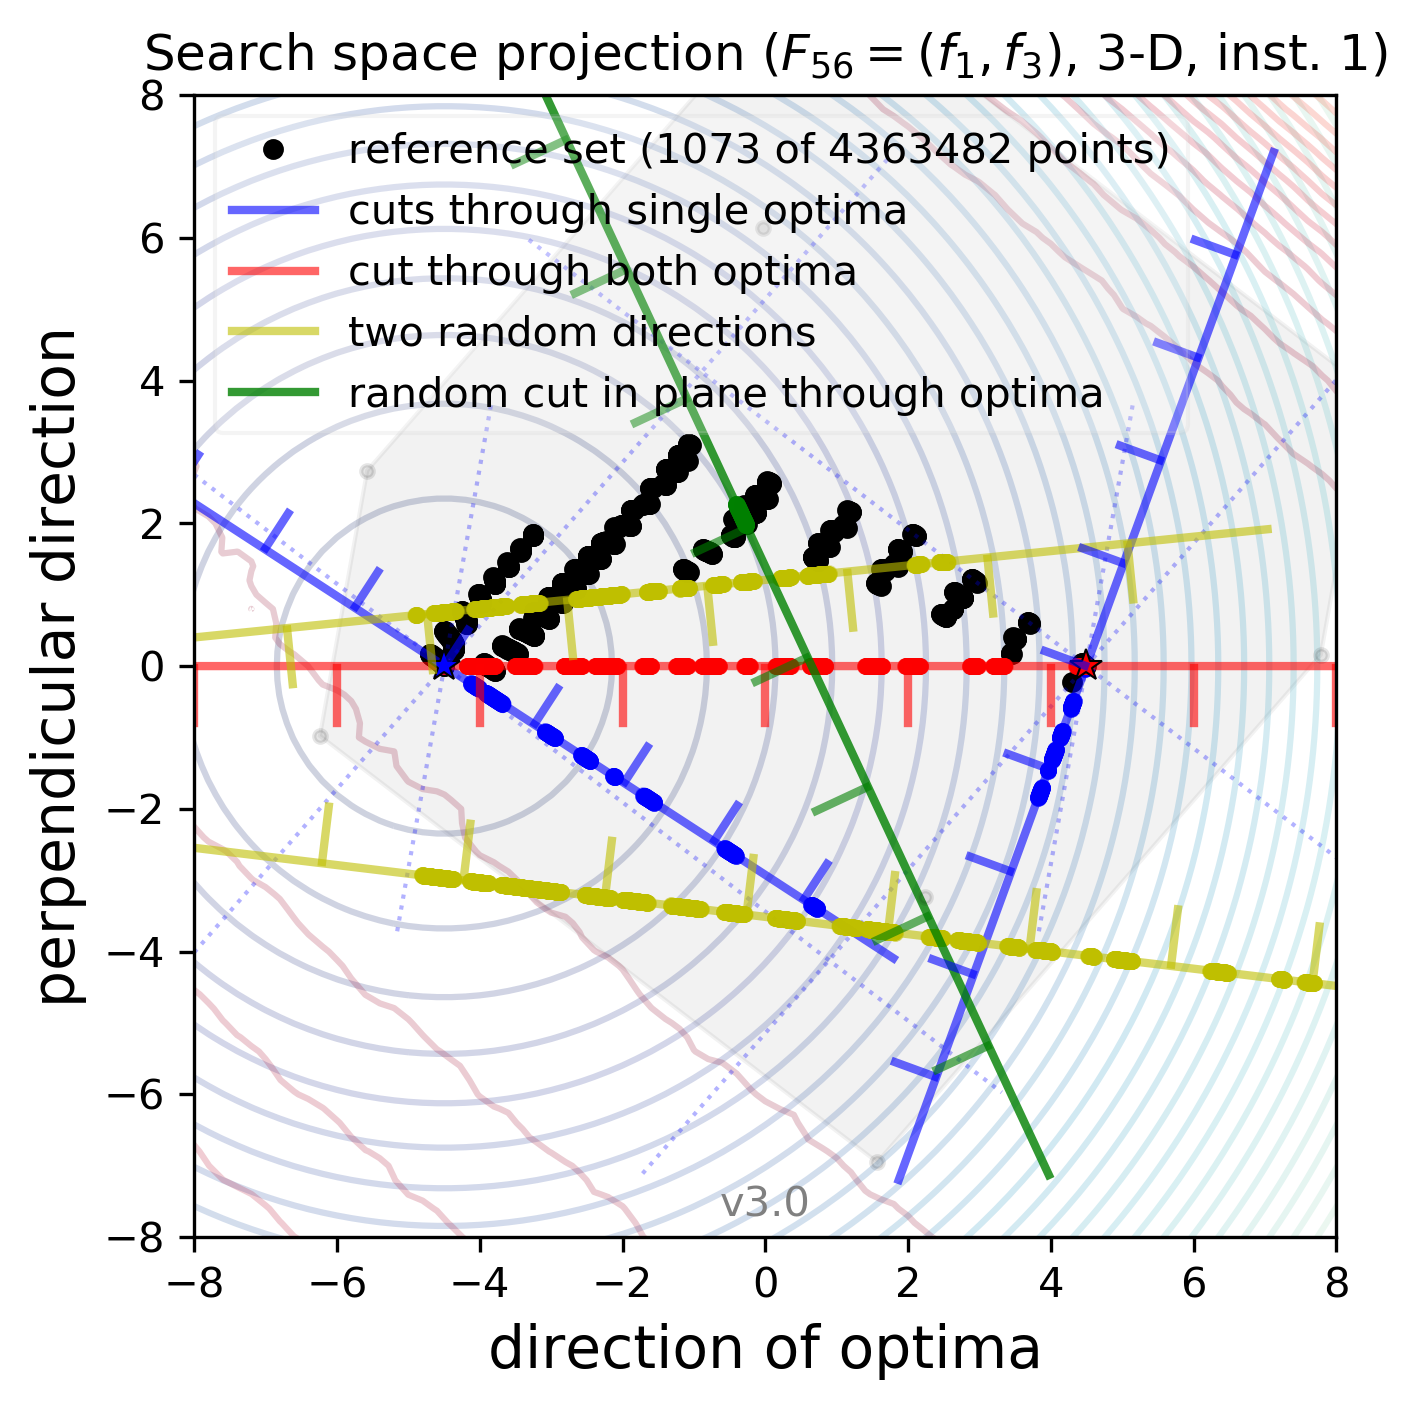 Search space projection (F56 = (f1, f3), 3-D, inst. 1)
perpendicular direction
8
6
4
2
0
−2
−4
−6
−8
reference set (1073 of 4363482 points)
cuts through single optima
cut through both optima
two random directions
random cut in plane through optima
v3.0
−8 −6 −4 −2 0 2 4 6 8
direction of optima